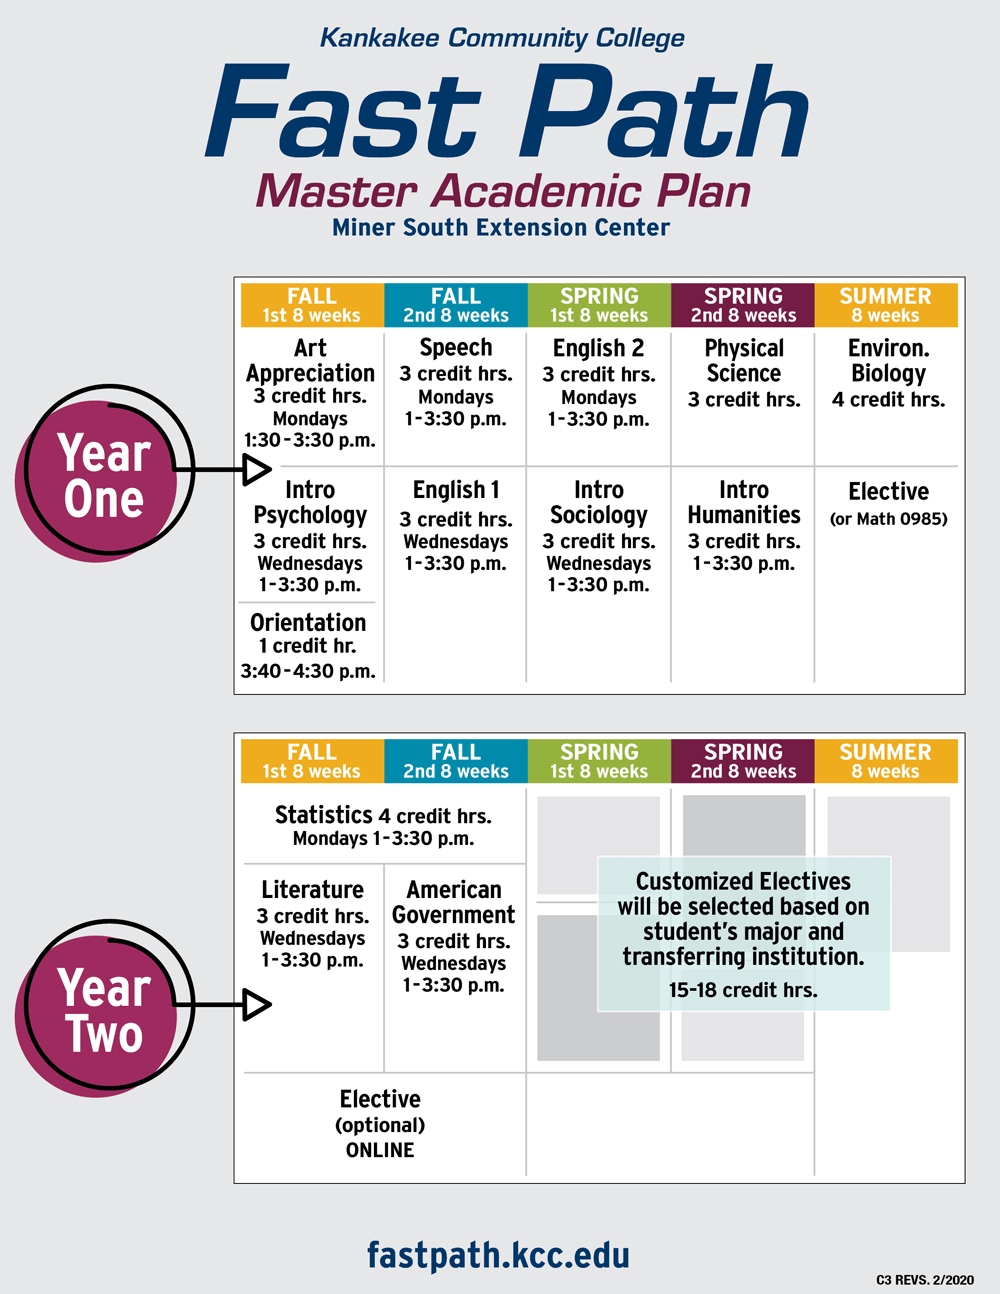 Kankakee Community College
Fast Path
Master Academic Plan
Miner South Extension Center
Year
One
FALL
1st 8 weeks
FALL
2nd 8 weeks
SPRING
1st 8 weeks
SPRING
2nd 8 weeks
SUMMER
8 weeks
Art
Appreciation
3 credit hrs.
Mondays
1:30-3:30 p.m.
Speech
3 credit hrs.
Mondays
1-3:30 p.m.
English 2
3 credit hrs.
Mondays
1-3:30 p.m.
Physical
Science
3 credit hrs.
Environ.
Biology
4 credit hrs.
Intro
Psychology
3 credit hrs.
Wednesdays
1-3:30 p.m.
English 1
3 credit hrs.
Wednesdays
1-3:30 p.m.
Intro
Sociology
3 credit hrs.
Wednesdays
1-3:30 p.m.
Intro
Humanities
3 credit hrs.
1-3:30 p.m.
Elective
(or Math 0985)
Orientation
1 credit hr.
3:40-4:30 p.m.
Year
Two
FALL
1st 8 weeks
FALL
2nd 8 weeks
SPRING
1st 8 weeks
SPRING
2nd 8 weeks
SUMMER
8 weeks
Statistics 4 credit hrs.
Mondays 1-3:30 p.m.
Literature
3 credit hrs.
Wednesdays
1-3:30 p.m.
American
Government
3 credit hrs.
Wednesdays
1-3:30 p.m.
Customized Electives
will be selected based on
student's major and
transferring institution.
15-18 credit hrs.
Elective
(optional)
ONLINE
fastpath.kcc.edu
C3 REVS. 2/2020